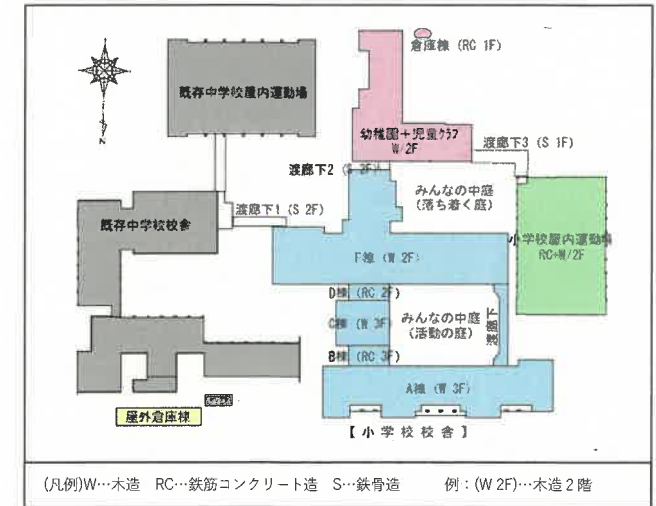 倉庫棟 (RC 1F)
既存中学校屋内運動場
幼稚園＋児童クラブ
W/2F
渡廊下3 (S 1F)
渡廊下2 (S 2F)
みんなの中庭
(落ち着く庭)
渡廊下1 (S 2F)
既存中学校校舎
小学校屋内運動場
RC+W/2F
F棟 (W 2F)
D棟 (RC 2F)
C棟 (W 3F)
みんなの中庭
(活動の庭)
渡廊下
B棟 (RC 3F)
A棟 (W 3F)
屋外倉庫棟
【小学校校舎】
(凡例)W…木造 RC…鉄筋コンクリート造 S…鉄骨造 例：(W 2F)…木造２階